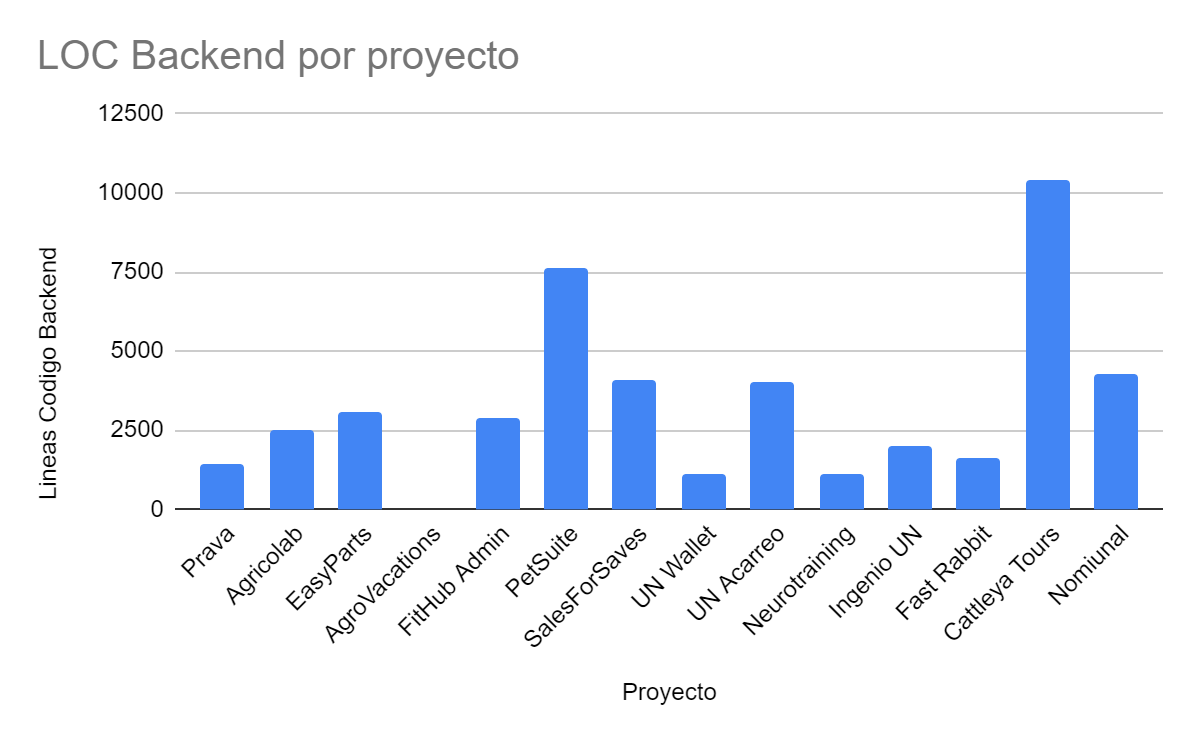 LOC Backend por proyecto
12500
10000
7500
5000
2500
0
Lineas Codigo Backend
Prava
Agricolab
EasyParts
AgroVacations
FitHub Admin
PetSuite
SalesForSaves
UN Wallet
UN Acarreo
Neurotraining
Ingenio UN
Fast Rabbit
Cattleya Tours
Nomiunal
Proyecto